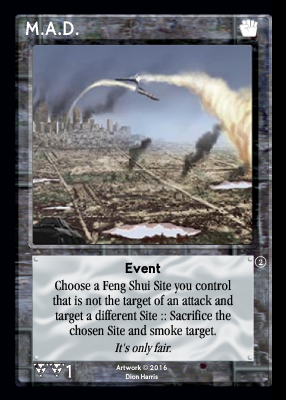 M.A.D.
Event
2
Choose a Feng Shui Site you control
that is not the target of an attack and
target a different Site :: Sacrifice the
chosen Site and smoke target.
It's only fair.
1
Artwork © 2016
Dion Harris